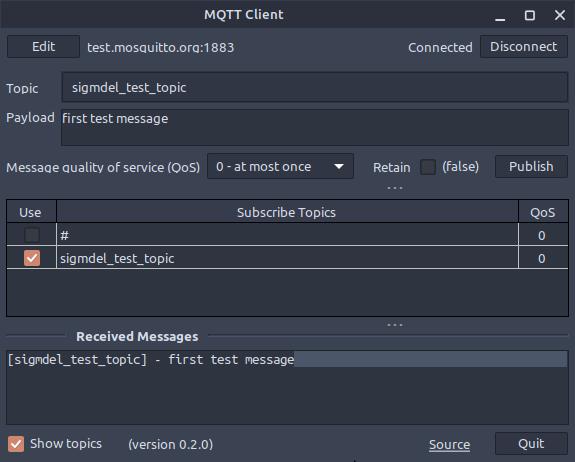 MQTT Client
Edit test.mosquitto.org:1883 Connected Disconnect
Topic sigmdel_test_topic
Payload first test message
Message quality of service (QoS) 0 - at most once Retain (false) Publish
Use Subscribe Topics QoS
# 0
sigmdel_test_topic 0
Received Messages
[sigmdel_test_topic] - first test message
Show topics (version 0.2.0) Source Quit